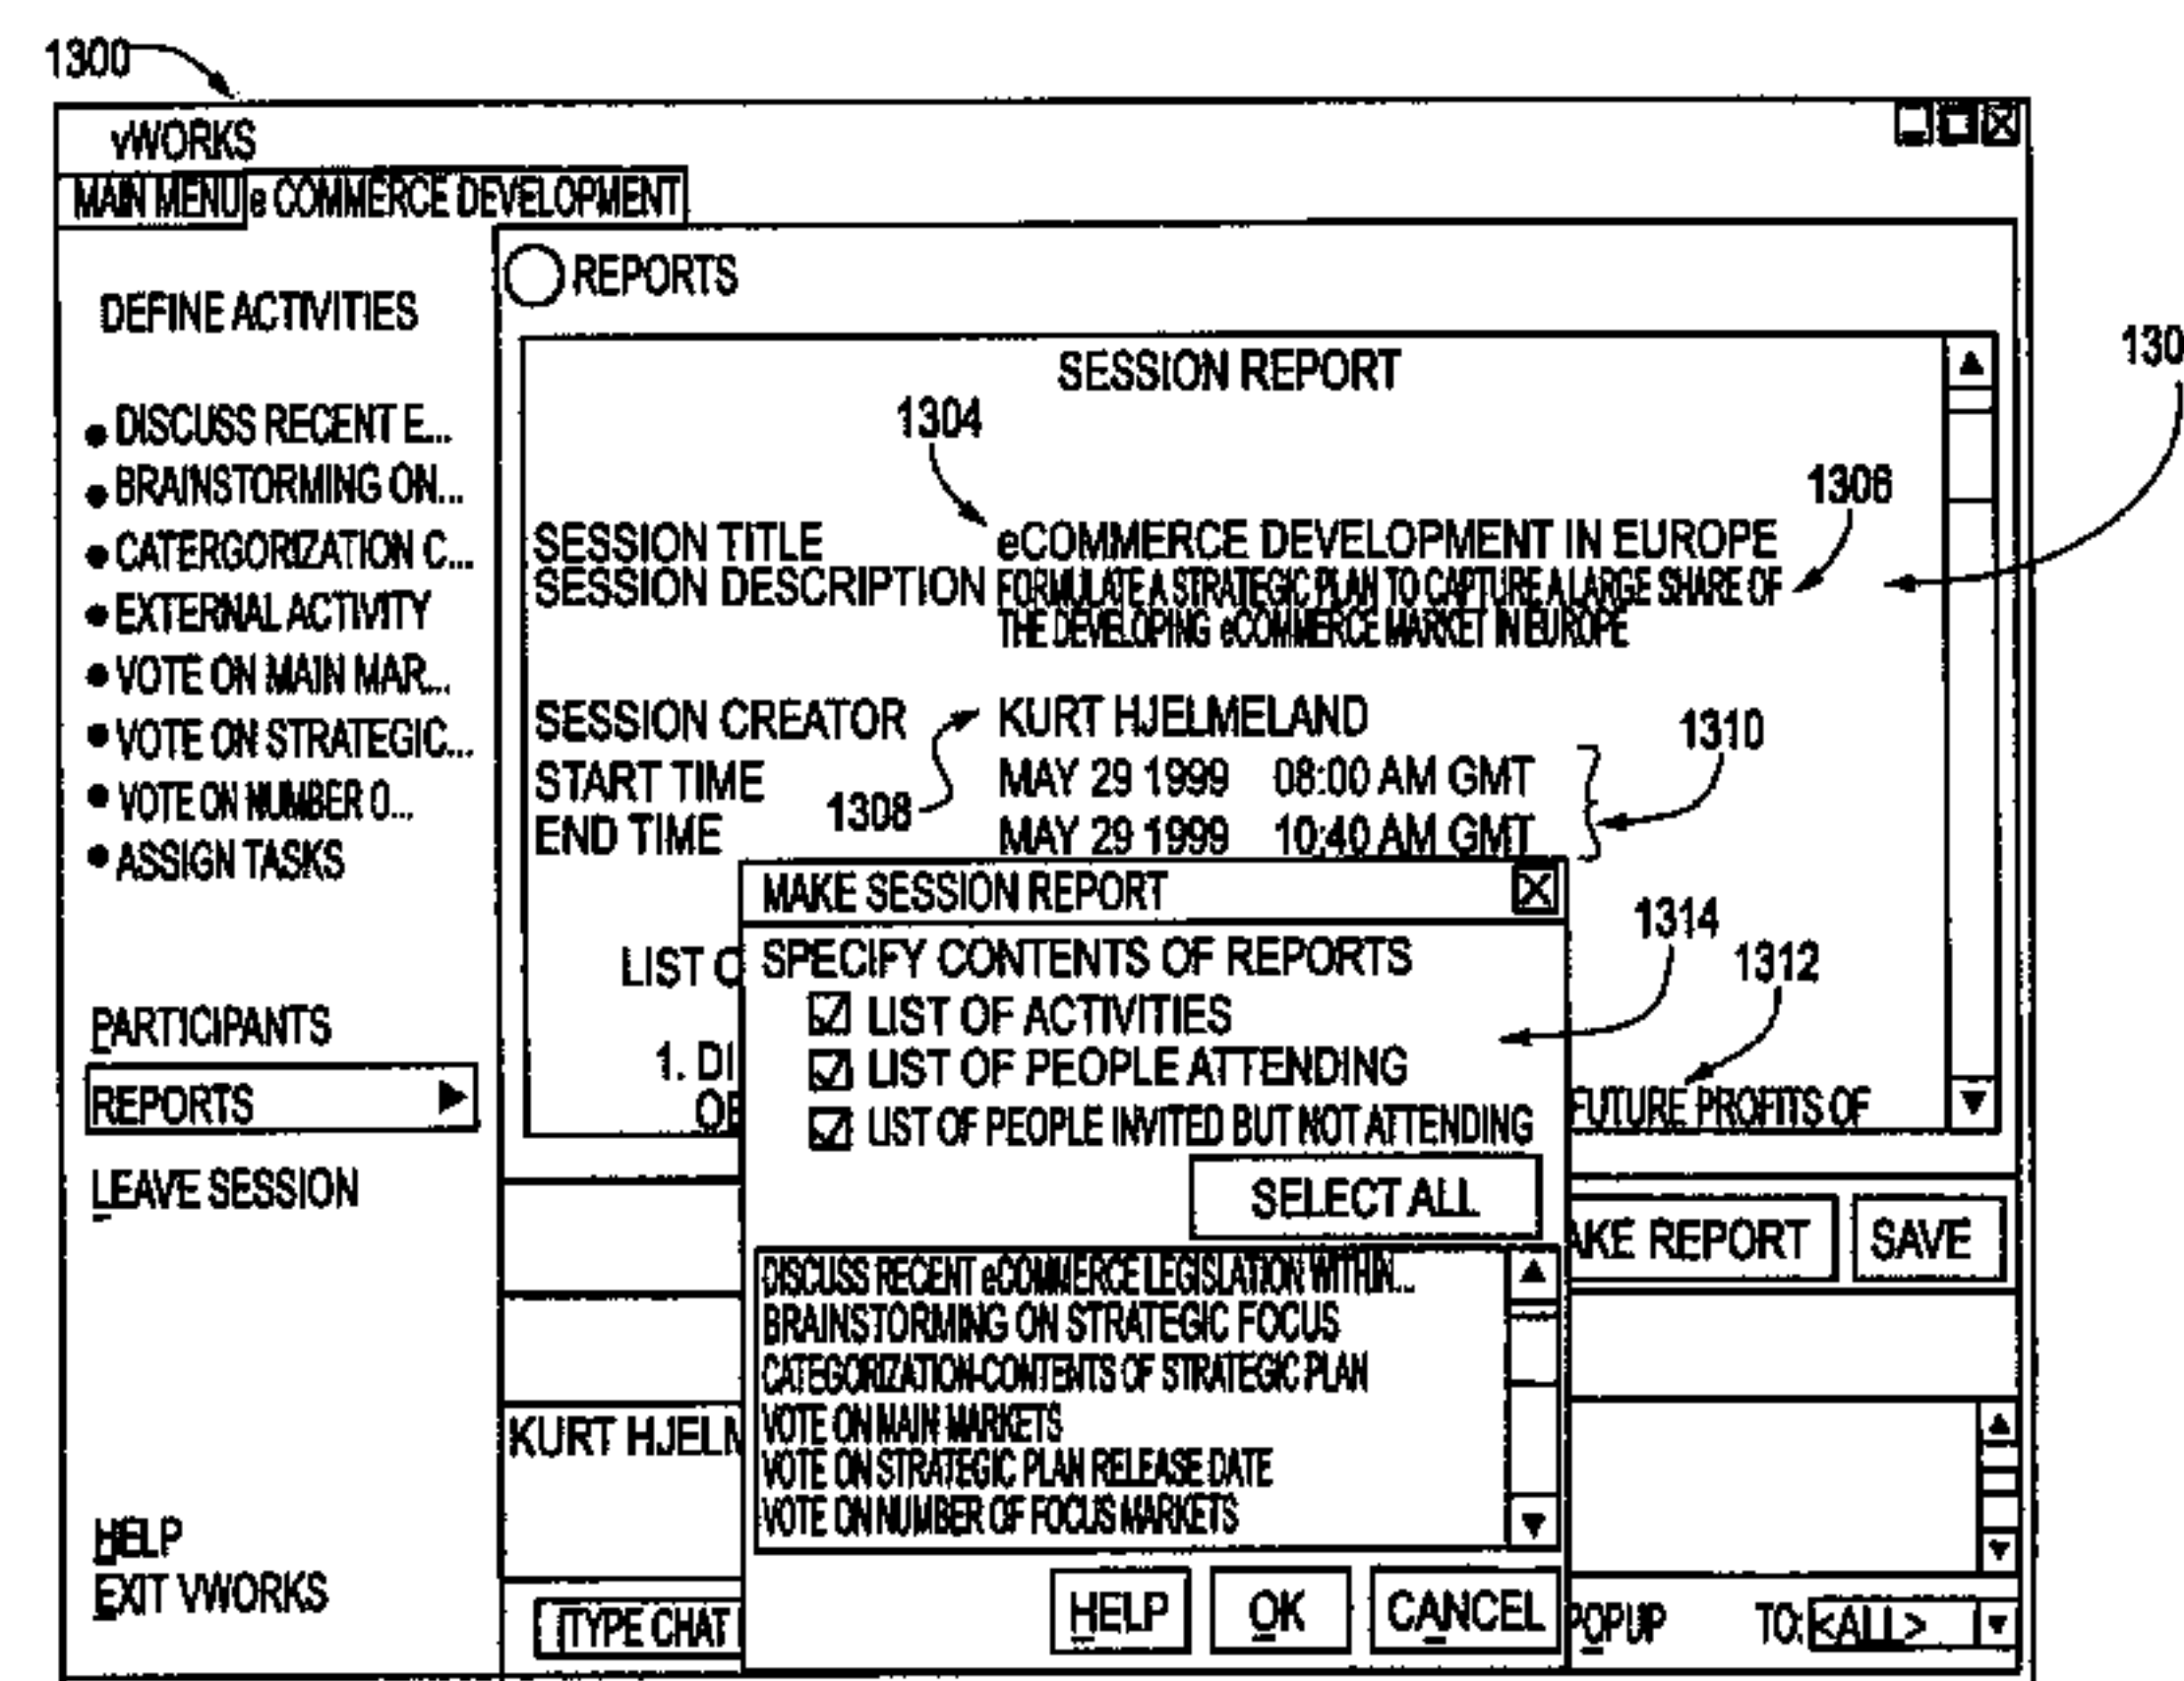 1300
vWORKS
MAIN MENU e COMMERCE DEVELOPMENT
DEFINE ACTIVITIES
● DISCUSS RECENT E...
● BRAINSTORMING ON...
● CATERGORIZATION C...
● EXTERNAL ACTIVITY
● VOTE ON MAIN MAR...
● VOTE ON STRATEGIC...
● VOTE ON NUMBER O...
● ASSIGN TASKS
PARTICIPANTS
REPORTS
LEAVE SESSION
HELP
EXIT VWORKS
REPORTS
SESSION REPORT
130
1304
1306
SESSION TITLE eCOMMERCE DEVELOPMENT IN EUROPE
SESSION DESCRIPTION FORMULATE A STRATEGIC PLAN TO CAPTURE A LARGE SHARE OF
THE DEVELOPING eCOMMERCE MARKET IN EUROPE
SESSION CREATOR KURT HJELMELAND
1310
START TIME MAY 29 1999 08:00 AM GMT
1308
END TIME MAY 29 1999 10:40 AM GMT
LIST O
1. DI
OB
1314
1312
FUTURE PROFITS OF
MAKE SESSION REPORT
SPECIFY CONTENTS OF REPORTS
LIST OF ACTIVITIES
LIST OF PEOPLE ATTENDING
LIST OF PEOPLE INVITED BUT NOT ATTENDING
SELECT ALL
DISCUSS RECENT eCOMMERCE LEGISLATION WITHIN...
BRAINSTORMING ON STRATEGIC FOCUS
CATEGORIZATION-CONTENTS OF STRATEGIC PLAN
VOTE ON MAIN MARKETS
VOTE ON STRATEGIC PLAN RELEASE DATE
VOTE ON NUMBER OF FOCUS MARKETS
HELP OK CANCEL
AKE REPORT SAVE
KURT HJELM
TYPE CHAT
POPUP TO: <ALL>